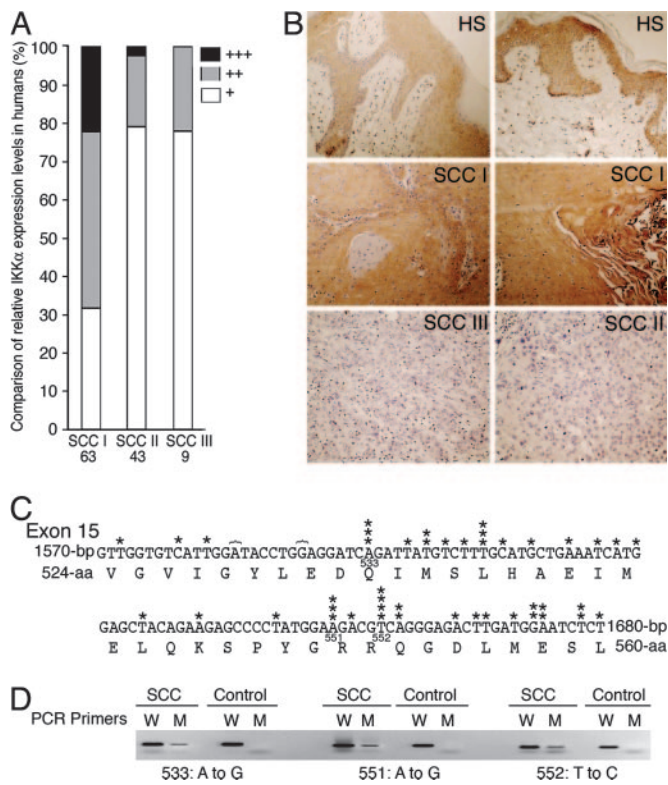 A
Comparison of relative IKKα expression levels in humans (%)
100
90
80
70
60
50
40
30
20
10
0
+++
++
+
SCC I SCC II SCC III
63 43 9
B
HS HS
SCC I SCC I
SCC III SCC II
C
Exon 15
*** * *** 
1570-bp GTTGGTGTCATTGGATACCTGGAGGATCAGATTATGTCTTTGCATGCTGAAATCATG
533
524-aa V G V I G Y L E D Q I M S L H A E I M
GAGCTACAGAAGAGCCCCTATGGAAGACGTCAGGGAGACTTGATGGAATCTCT 1680-bp
551 552
E L Q K S P Y G R R Q G D L M E S L 560-aa
D
SCC Control SCC Control SCC Control
PCR Primers W M W M W M W M W M W M
533: A to G 551: A to G 552: T to C